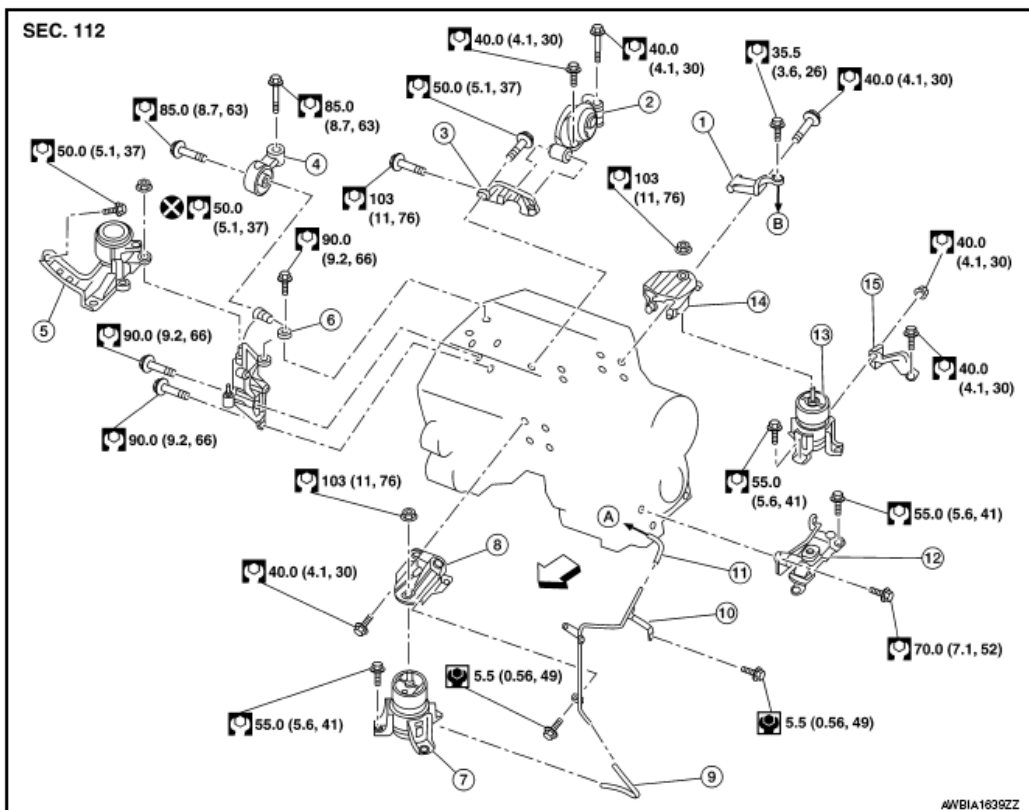 SEC. 112
40.0 (4.1, 30)
40.0
(4.1, 30)
35.5
(3.6, 26)
40.0 (4.1, 30)
50.0 (5.1, 37)
85.0 (8.7, 63)
85.0
(8.7, 63)
2
1
3
4
50.0 (5.1, 37)
103
(11, 76)
103
(11, 76)
B
50.0
(5.1, 37)
90.0
(9.2, 66)
40.0
(4.1, 30)
15
14
5
6
13
90.0 (9.2, 66)
40.0
(4.1, 30)
90.0 (9.2, 66)
103 (11, 76)
55.0
(5.6, 41)
55.0 (5.6, 41)
A
8
12
11
40.0 (4.1, 30)
10
70.0 (7.1, 52)
5.5 (0.56, 49)
55.0 (5.6, 41)
5.5 (0.56, 49)
7
9
AWBIA1639ZZ